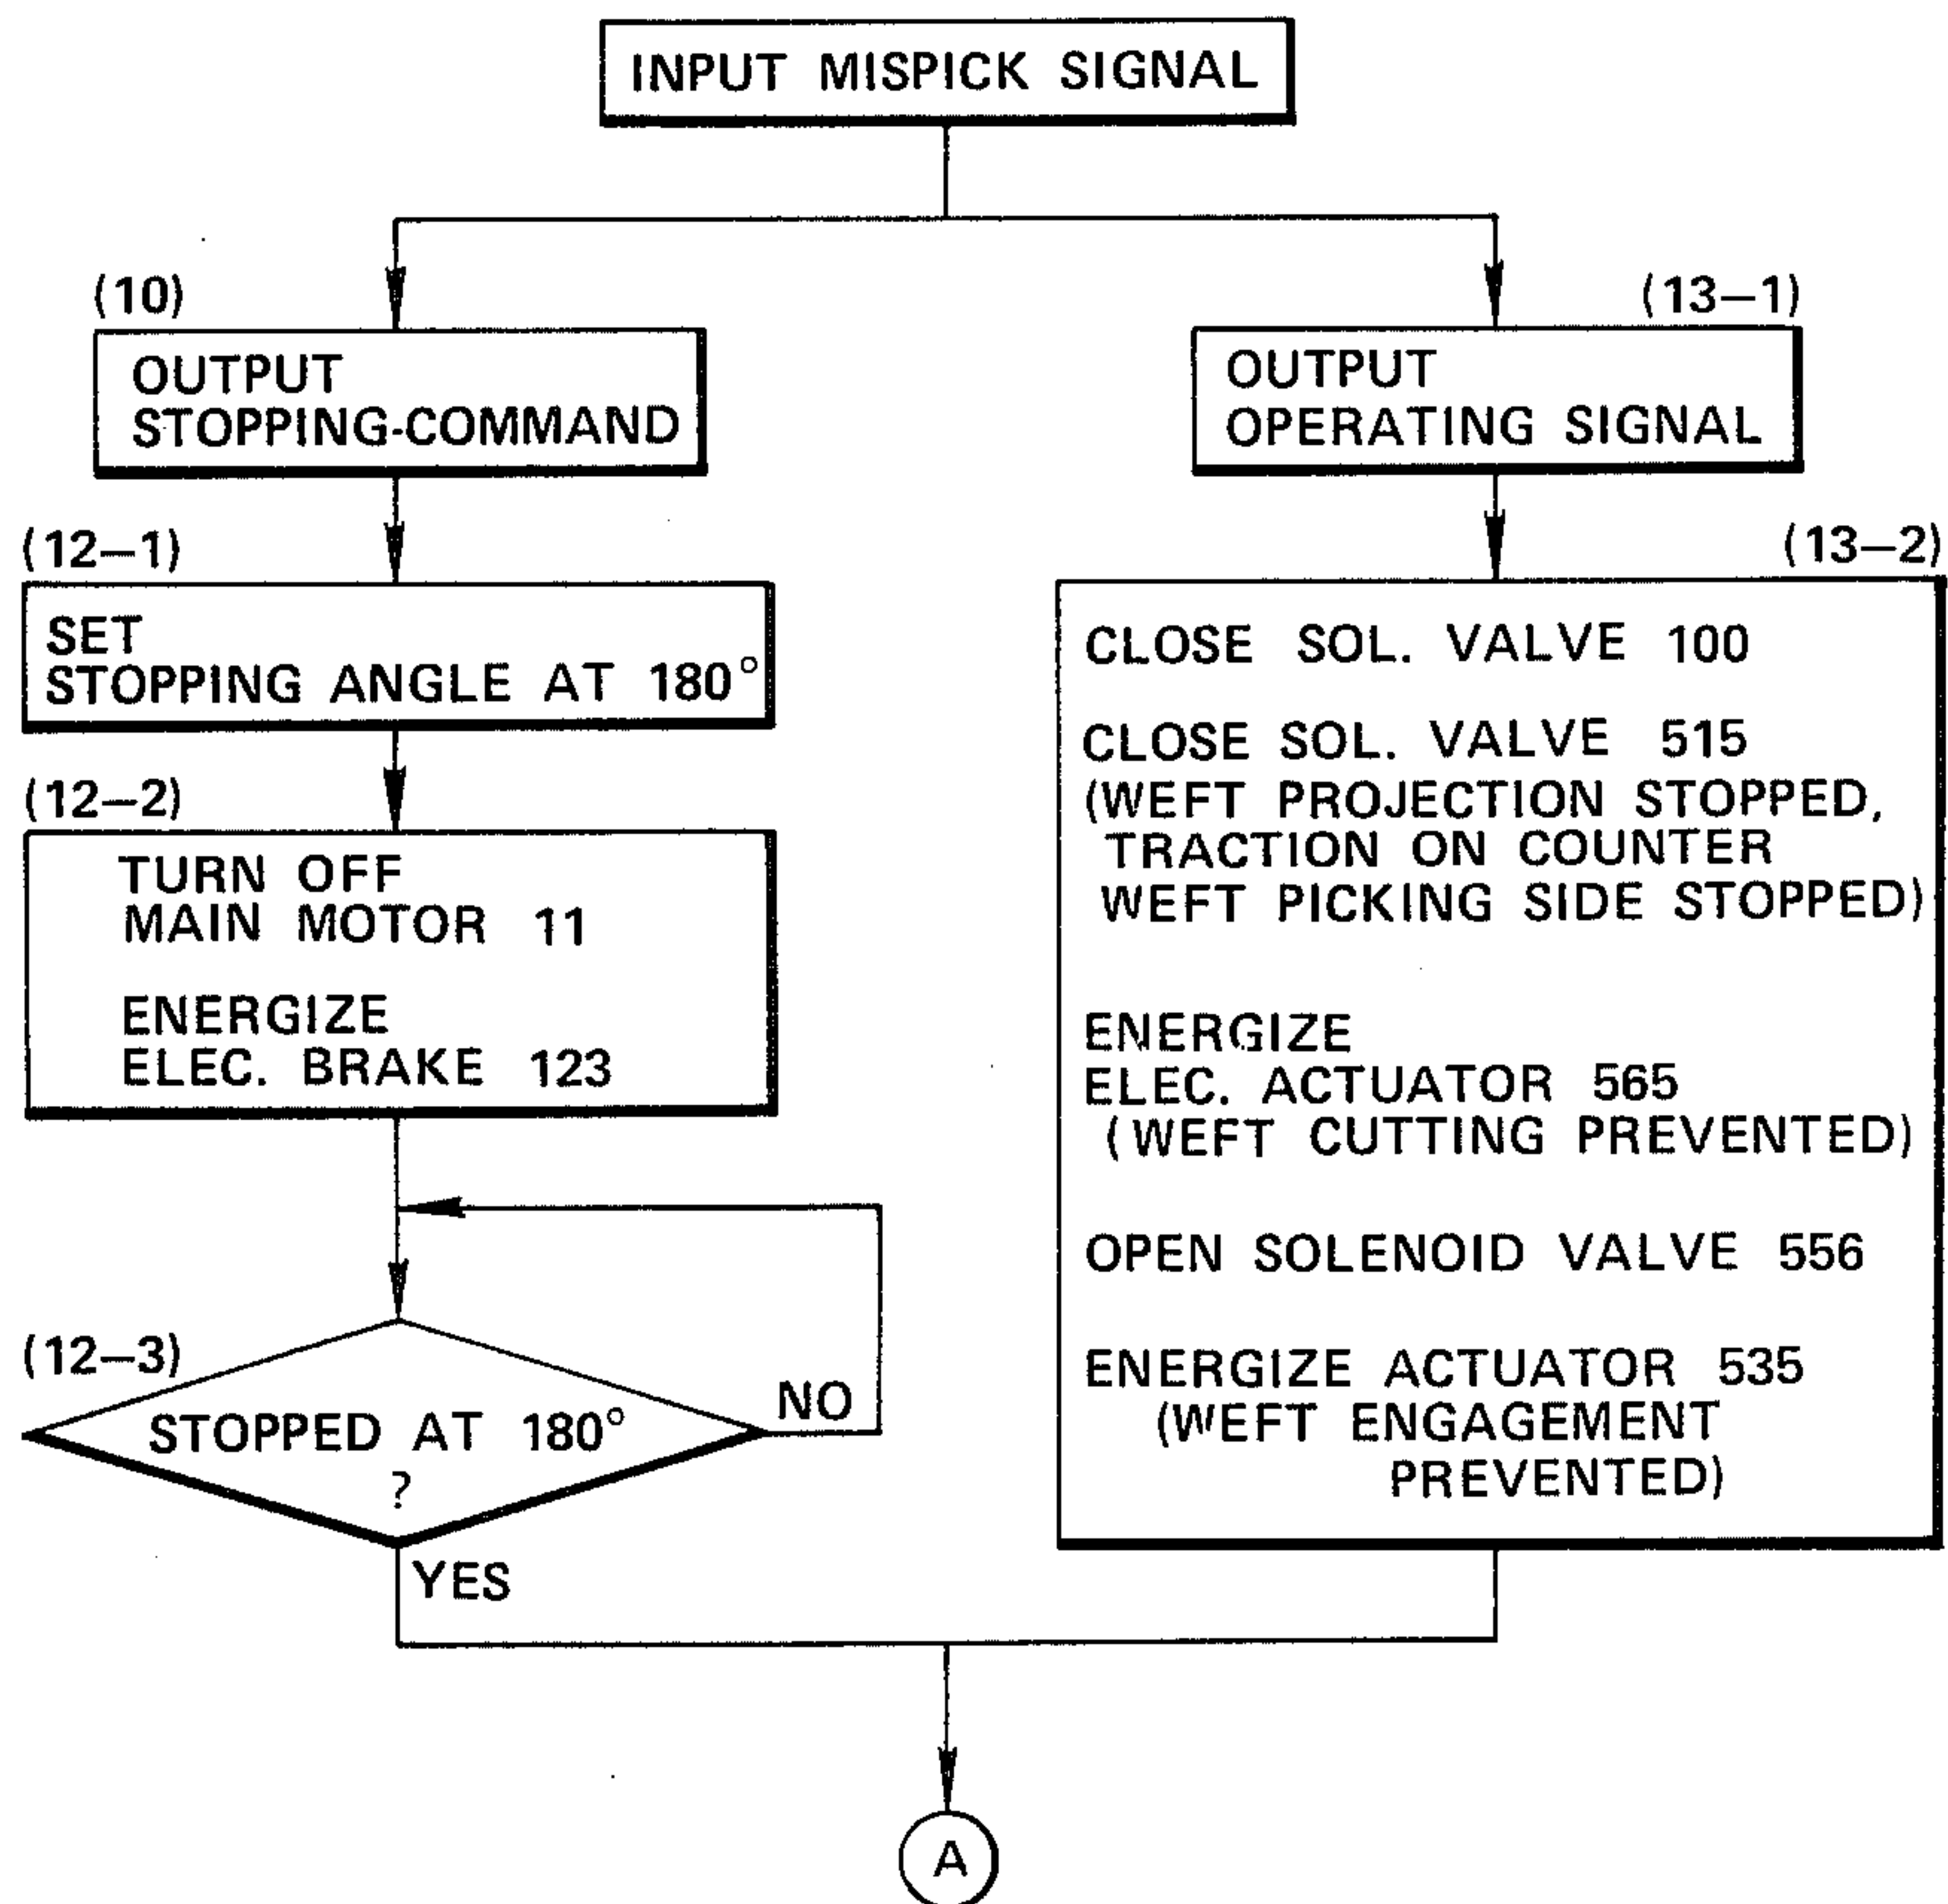 INPUT MISPICK SIGNAL
(10)
OUTPUT
STOPPING-COMMAND
(12–1)
SET
STOPPING ANGLE AT 180°
(12–2)
TURN OFF
MAIN MOTOR 11
ENERGIZE
ELEC. BRAKE 123
(12–3)
STOPPED AT 180°
?
NO
YES
(13–1)
OUTPUT
OPERATING SIGNAL
(13–2)
CLOSE SOL. VALVE 100
CLOSE SOL. VALVE 515
(WEFT PROJECTION STOPPED,
TRACTION ON COUNTER
WEFT PICKING SIDE STOPPED)
ENERGIZE
ELEC. ACTUATOR 565
(WEFT CUTTING PREVENTED)
OPEN SOLENOID VALVE 556
ENERGIZE ACTUATOR 535
(WEFT ENGAGEMENT
PREVENTED)
A